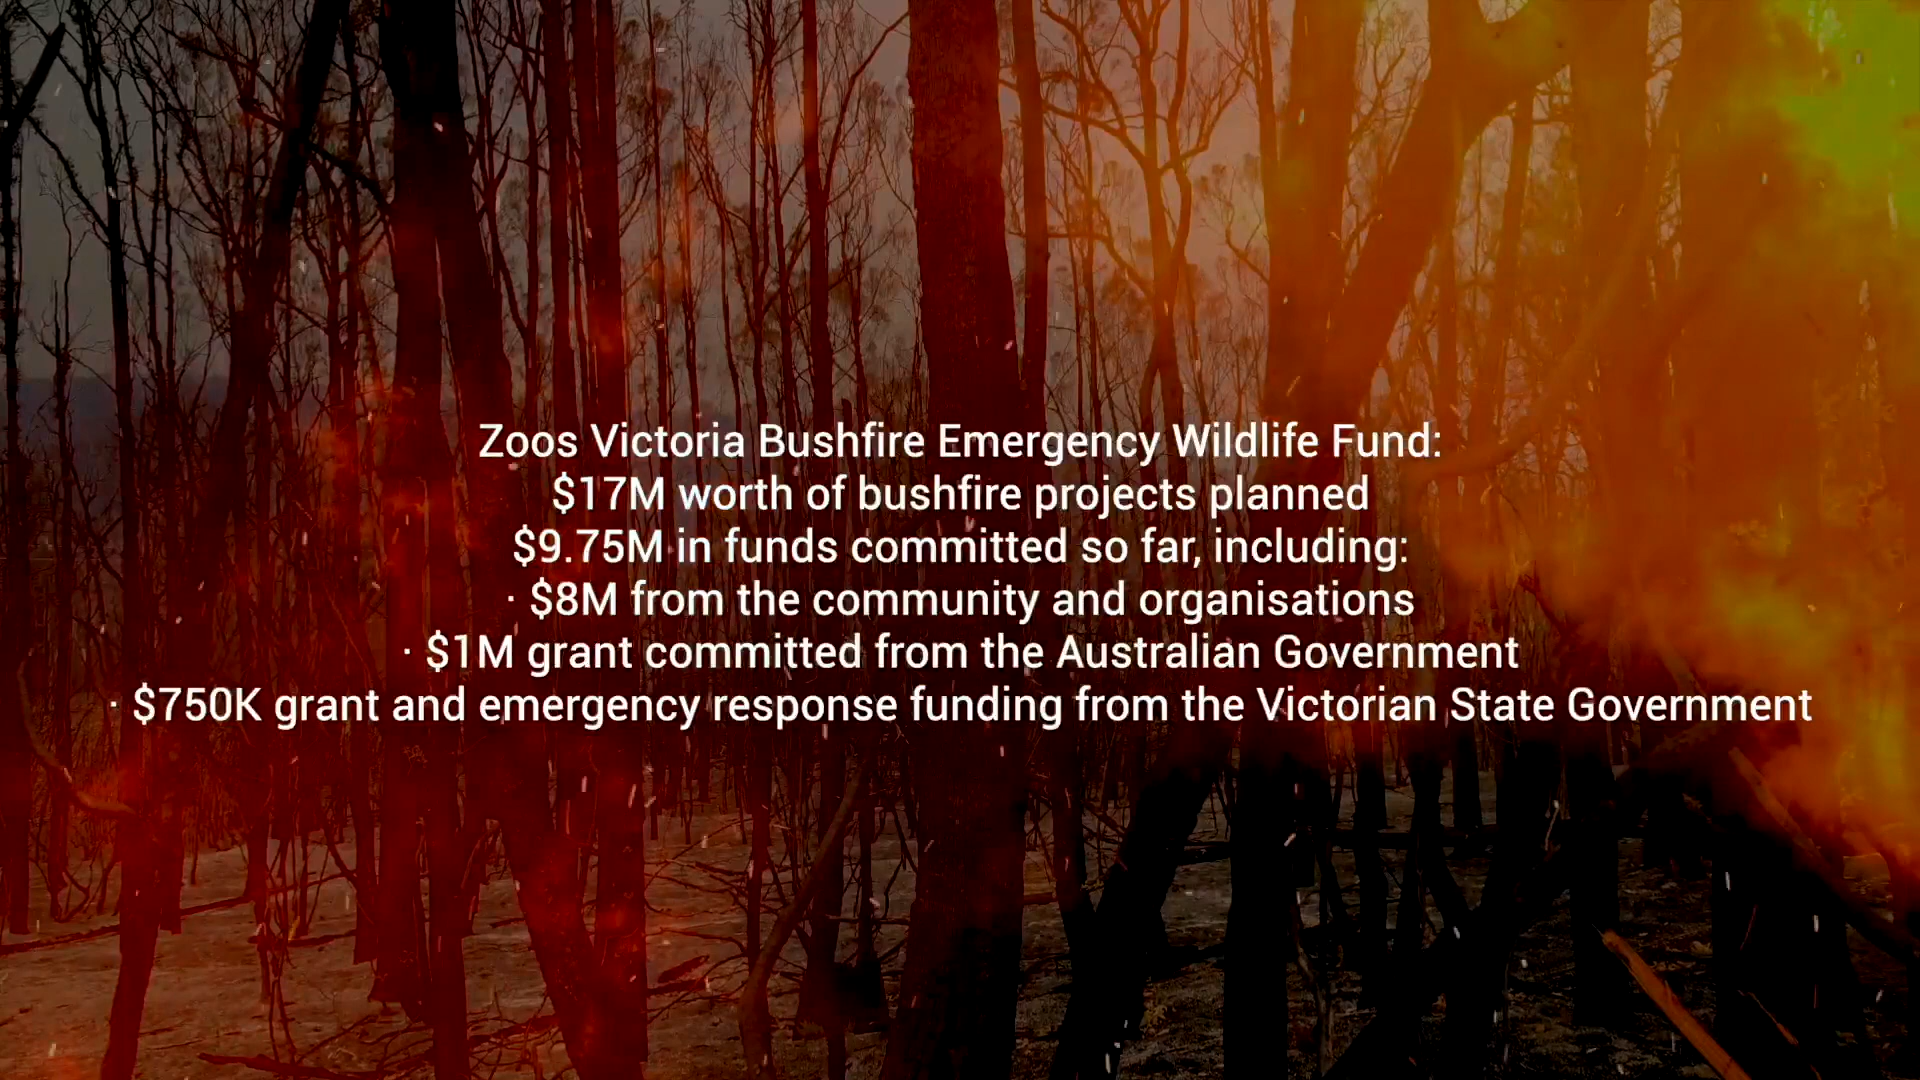 Zoos Victoria Bushfire Emergency Wildlife Fund:
$17M worth of bushfire projects planned
$9.75M in funds committed so far, including:
· $8M from the community and organisations
· $1M grant committed from the Australian Government
· $750K grant and emergency response funding from the Victorian State Government